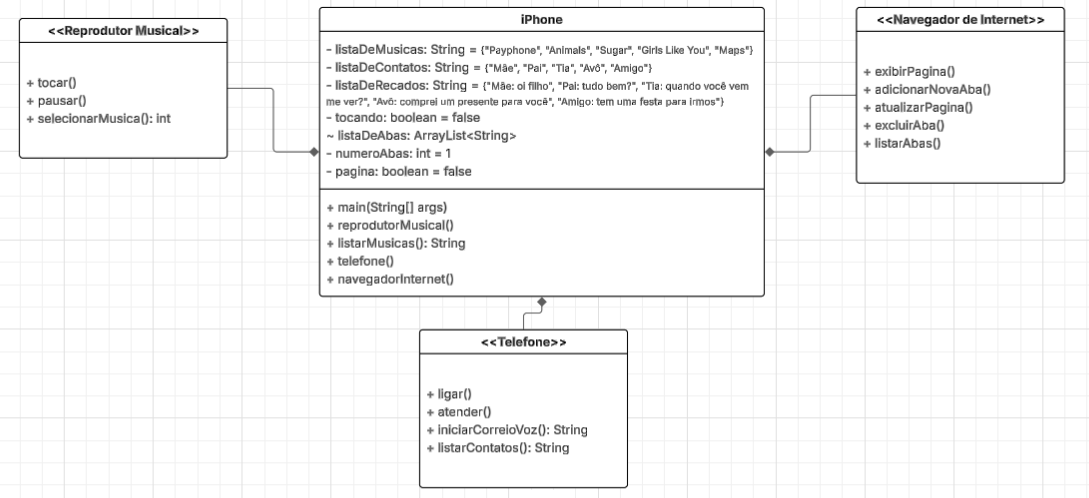 <<Reprodutor Musical>>
+ tocar()
+ pausar()
+ selecionarMusica(): int
iPhone
- listaDeMusicas: String = {"Payphone", "Animals", "Sugar", "Girls Like You", "Maps"}
- listaDeContatos: String = {"Mãe", "Pai", "Tia", "Avô", "Amigo"}
- listaDeRecados: String = {"Mãe: oi filho", "Pai: tudo bem?", "Tia: quando você vem
me ver?", "Avô: comprei um presente para você", "Amigo: tem uma festa para irmos"}
- tocando: boolean = false
~ listaDeAbas: ArrayList<String>
- numeroAbas: int = 1
- pagina: boolean = false
+ main(String[] args)
+ reprodutorMusical()
+ listarMusicas(): String
+ telefone()
+ navegadorInternet()
<<Navegador de Internet>>
+ exibirPagina()
+ adicionarNovaAba()
+ atualizarPagina()
+ excluirAba()
+ listarAbas()
<<Telefone>>
+ ligar()
+ atender()
+ iniciarCorreioVoz(): String
+ listarContatos(): String